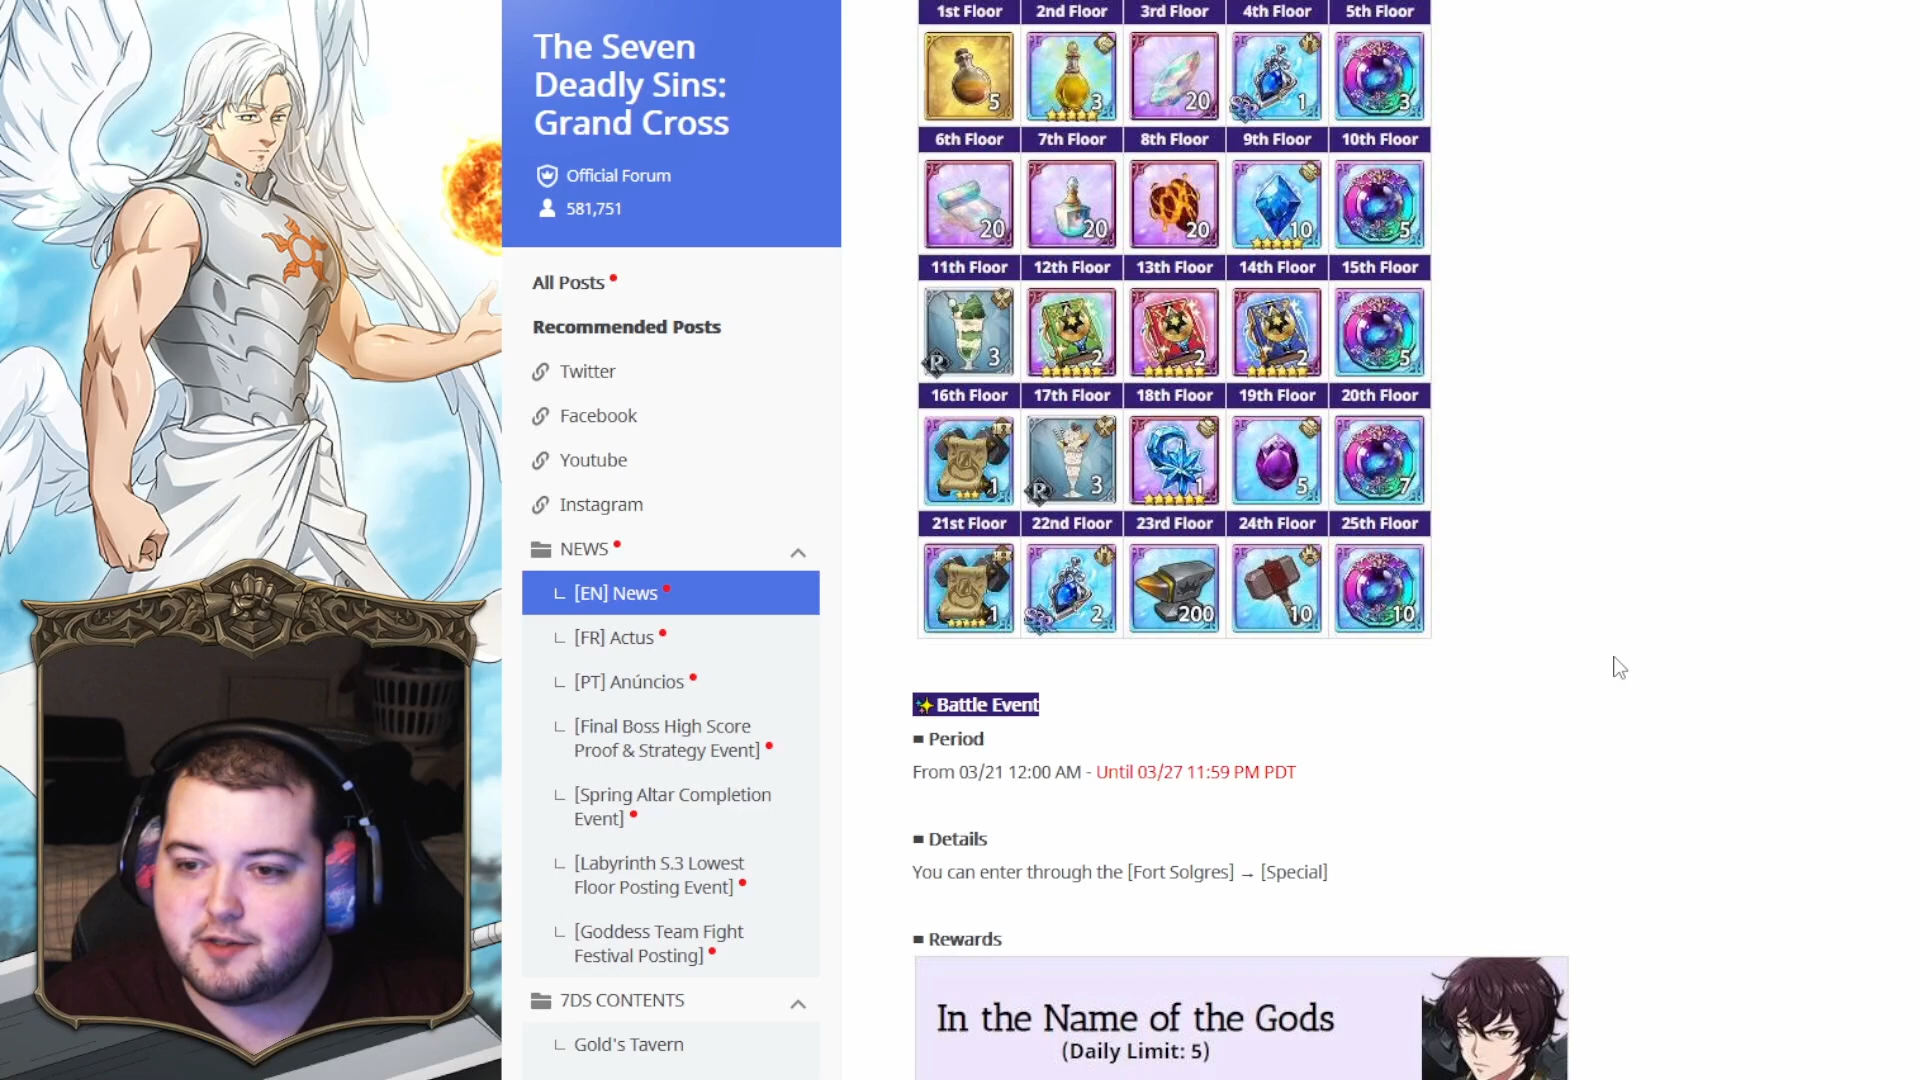 The Seven
Deadly Sins:
Grand Cross
Official Forum
581,751
All Posts
Recommended Posts
Twitter
Facebook
Youtube
Instagram
NEWS
[EN] News
[FR] Actus
[PT] Anúncios
[Final Boss High Score
Proof & Strategy Event]
[Spring Altar Completion
Event]
[Labyrinth S.3 Lowest
Floor Posting Event]
[Goddess Team Fight
Festival Posting]
7DS CONTENTS
Gold's Tavern
1st Floor 2nd Floor 3rd Floor 4th Floor 5th Floor
5 3 20 SR 1 3
6th Floor 7th Floor 8th Floor 9th Floor 10th Floor
20 20 20 10 5
11th Floor 12th Floor 13th Floor 14th Floor 15th Floor
R 3 2 2 2 5
16th Floor 17th Floor 18th Floor 19th Floor 20th Floor
1 R 3 1 5 7
21st Floor 22nd Floor 23rd Floor 24th Floor 25th Floor
1 SR 2 200 10 10
Battle Event
■ Period
From 03/21 12:00 AM - Until 03/27 11:59 PM PDT
■ Details
You can enter through the [Fort Solgres] → [Special]
■ Rewards
In the Name of the Gods
(Daily Limit: 5)